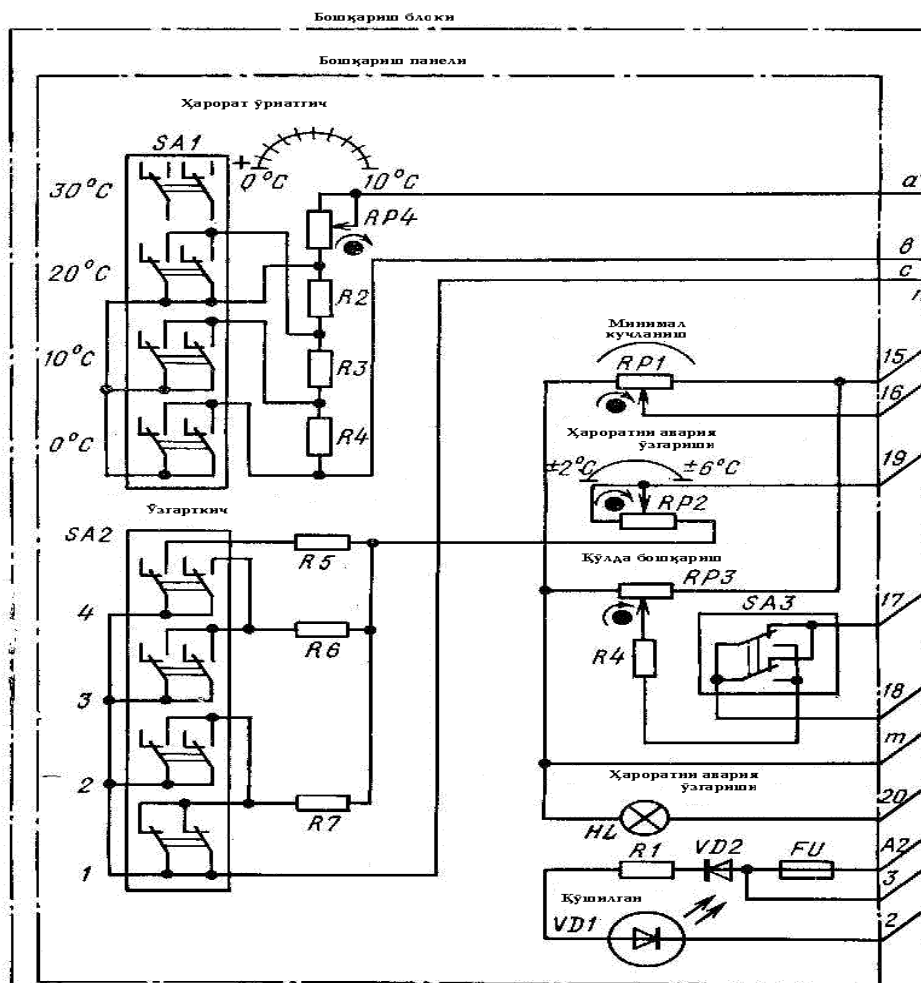 Бошқариш блоки
Бошқариш панели
Ҳарорат ўрнатгич
SA1
+
0°C
10°C
30°C
RP4
a
20°C
в
c
R2
Минимал
кучланиш
10°C
R3
RP1
15
16
0°C
R4
Ҳароратни авария
ўзгариши
±2°C
±6°C
19
RP2
Ўзгарткич
SA2
R5
Қўлда бошқариш
RP3
SA3
17
4
R6
R4
3
18
m
2
Ҳароратни авария
ўзгариши
20
R7
HL
R1
VD2
FU
A2
1
3
Қўшилган
VD1
2